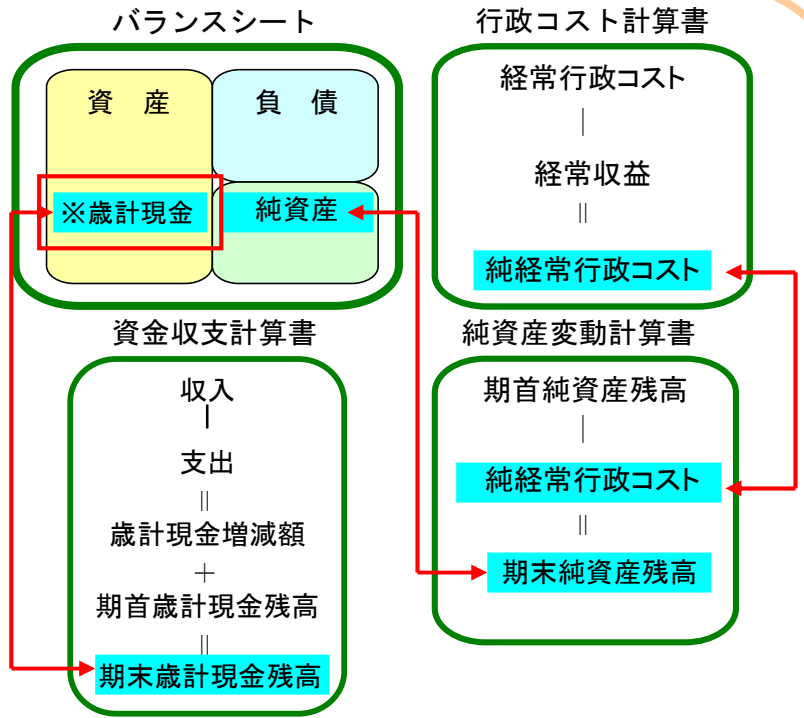 バランスシート
資　産
負　債
※歳計現金
純資産
行政コスト計算書
経常行政コスト
｜
経常収益
||
純経常行政コスト
資金収支計算書
収入
｜
支出
||
歳計現金増減額
＋
期首歳計現金残高
||
期末歳計現金残高
純資産変動計算書
期首純資産残高
｜
純経常行政コスト
||
期末純資産残高